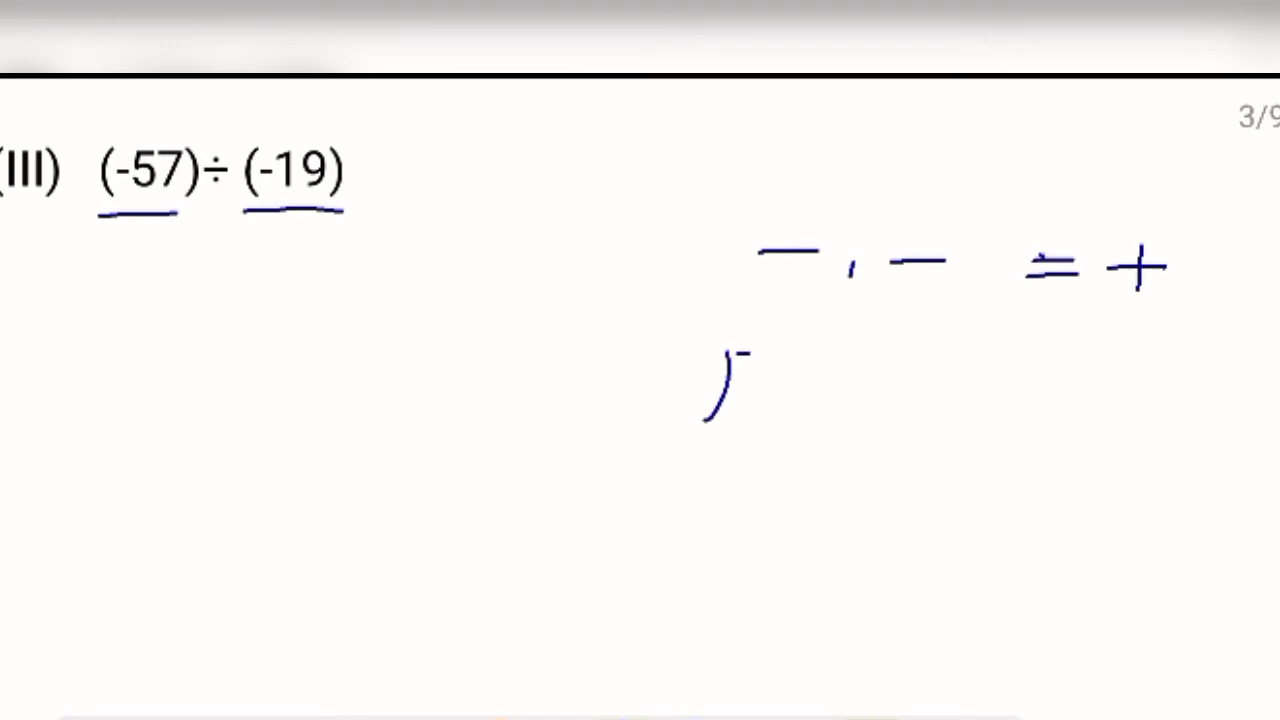 3/9
(III) (-57)÷ (-19)
— , — = +
)